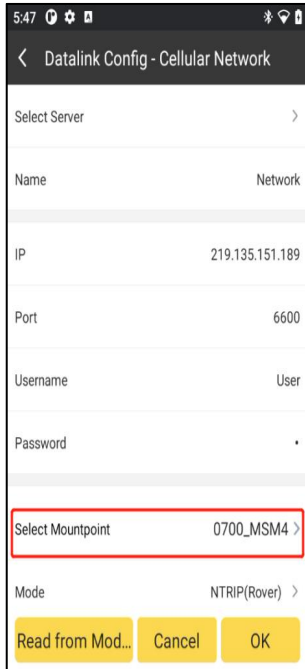 5:47
Datalink Config - Cellular Network
Select Server
Name Network
IP 219.135.151.189
Port 6600
Username User
Password •
Select Mountpoint 0700_MSM4
Mode NTRIP(Rover)
Read from Mod... Cancel OK